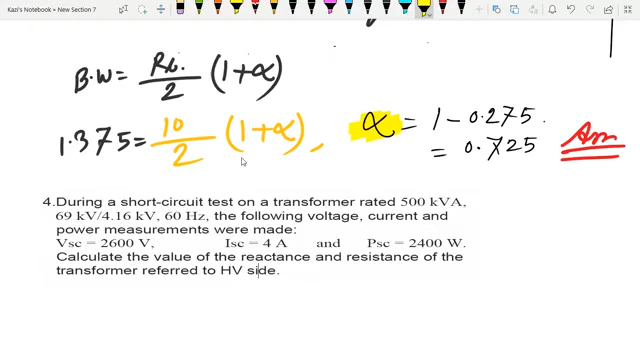 Kazi's Notebook » New Section 7
B.W = Rb. / 2 (1+α)
1.375 = 10 / 2 (1+α),
α = 1 - 0.275.
= 0.725
Ans
4. During a short-circuit test on a transformer rated 500 kVA,
69 kV/4.16 kV, 60 Hz, the following voltage, current and
power measurements were made:
Vsc = 2600 V, Isc = 4 A and Psc = 2400 W.
Calculate the value of the reactance and resistance of the
transformer referred to HV side.